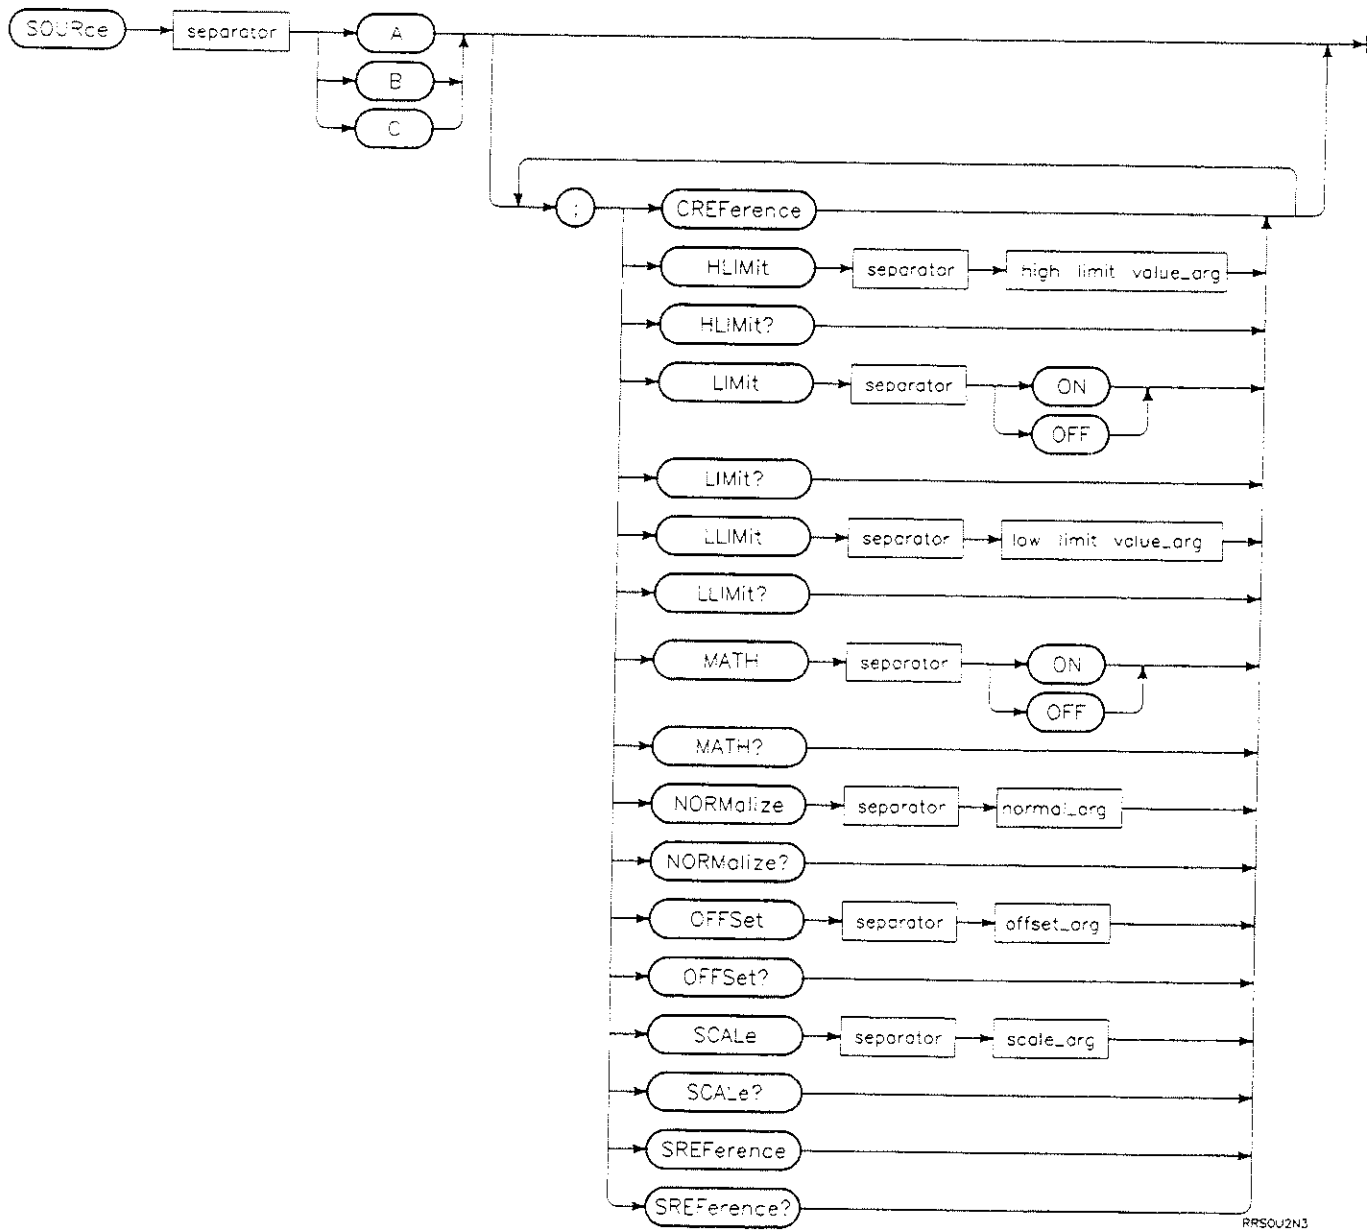 SOURce separator A
B
C
; CREFerence
HLIMit separator high limit value_arg
HLIMit?
LIMit separator ON
OFF
LIMit?
LLIMit separator low limit value_arg
LLIMit?
MATH separator ON
OFF
MATH?
NORMalize separator normal_arg
NORMalize?
OFFSet separator offset_arg
OFFSet?
SCALe separator scale_arg
SCALe?
SREFerence
SREFerence?
RRSOU2N3